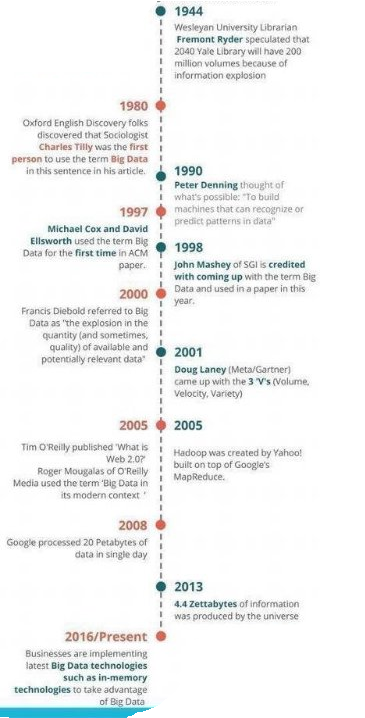 1944
Wesleyan University Librarian
Fremont Ryder speculated that
2040 Yale Library will have 200
million volumes because of
information explosion
1980
Oxford English Discovery folks
discovered that Sociologist
Charles Tilly was the first
person to use the term Big Data
in this sentence in his article.
1990
Peter Denning thought of
what's possible: "To build
machines that can recognize or
predict patterns in data"
1997
Michael Cox and David
Ellsworth used the term Big
Data for the first time in ACM
paper.
1998
John Mashey of SGI is credited
with coming up with the term Big
Data and used in a paper in this
year.
2000
Francis Diebold referred to Big
Data as "the explosion in the
quantity (and sometimes,
quality) of available and
potentially relevant data"
2001
Doug Laney (Meta/Gartner)
came up with the 3 'V's (Volume,
Velocity, Variety)
2005
Tim O'Reilly published 'What is
Web 2.0?'
Roger Mougalas of O'Reilly
Media used the term 'Big Data in
its modern context '
2005
Hadoop was created by Yahoo!
built on top of Google's
MapReduce.
2008
Google processed 20 Petabytes of
data in single day
2013
4.4 Zettabytes of information
was produced by the universe
2016/Present
Businesses are implementing
latest Big Data technologies
such as in-memory
technologies to take advantage
of Big Data